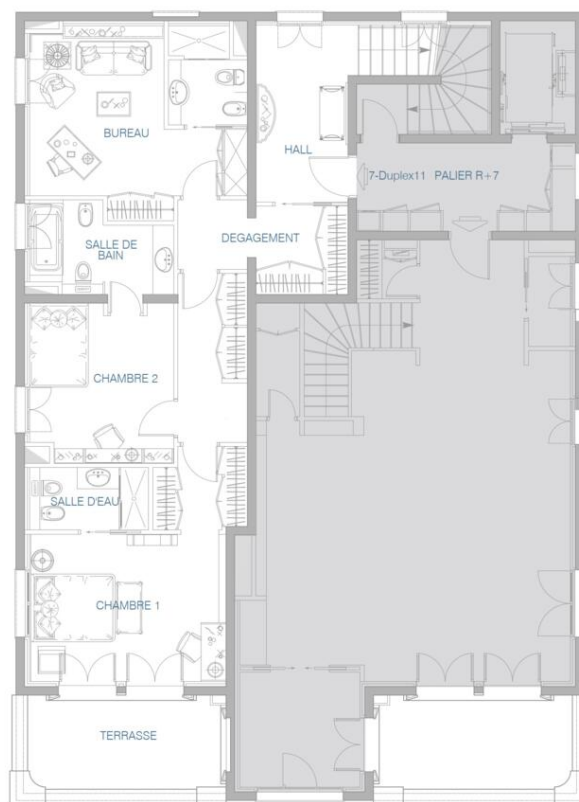 BUREAU
HALL
7-Duplex11 PALIER R+7
SALLE DE
BAIN
DEGAGEMENT
CHAMBRE 2
SALLE D'EAU
CHAMBRE 1
TERRASSE